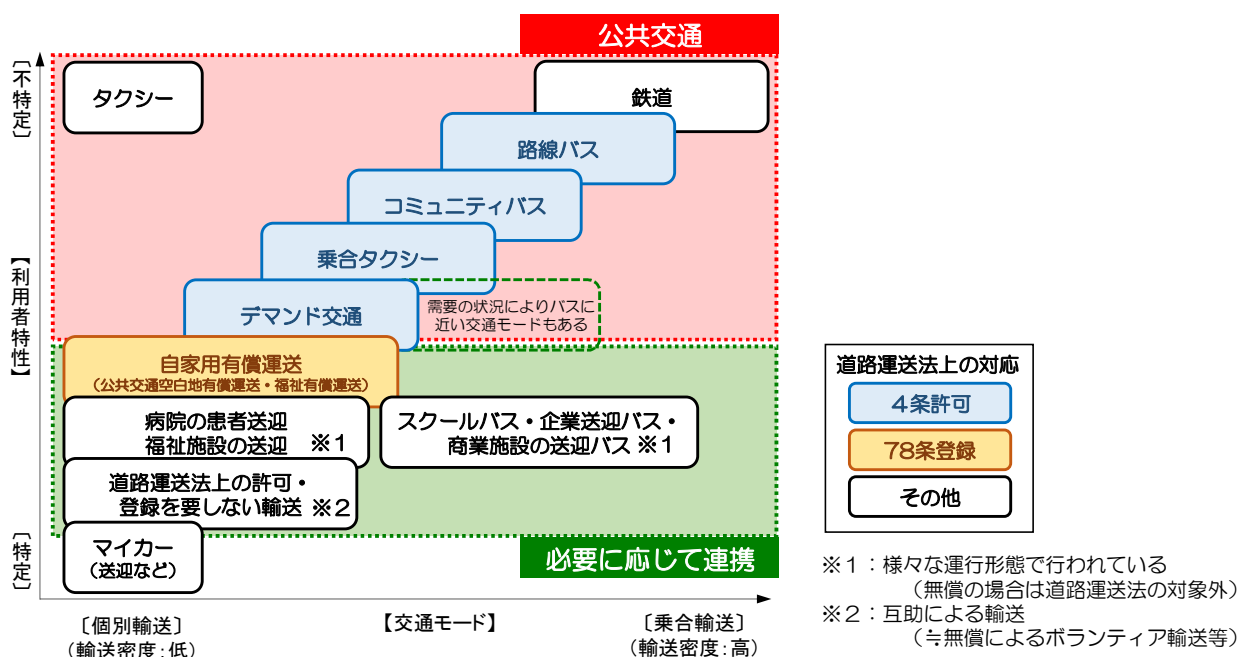 公共交通
〔不特定〕
タクシー
鉄道
路線バス
コミュニティバス
乗合タクシー
デマンド交通
需要の状況によりバスに
近い交通モードもある
【利用者特性】
自家用有償運送
（公共交通空白地有償運送・福祉有償運送）
病院の患者送迎
福祉施設の送迎　※１
スクールバス・企業送迎バス・
商業施設の送迎バス ※１
道路運送法上の許可・
登録を要しない輸送 ※２
〔特定〕
マイカー
（送迎など）
必要に応じて連携
〔個別輸送〕
（輸送密度：低）
【交通モード】
〔乗合輸送〕
（輸送密度：高）
道路運送法上の対応
４条許可
78条登録
その他
※１：様々な運行形態で行われている
（無償の場合は道路運送法の対象外）
※２：互助による輸送
（≒無償によるボランティア輸送等）